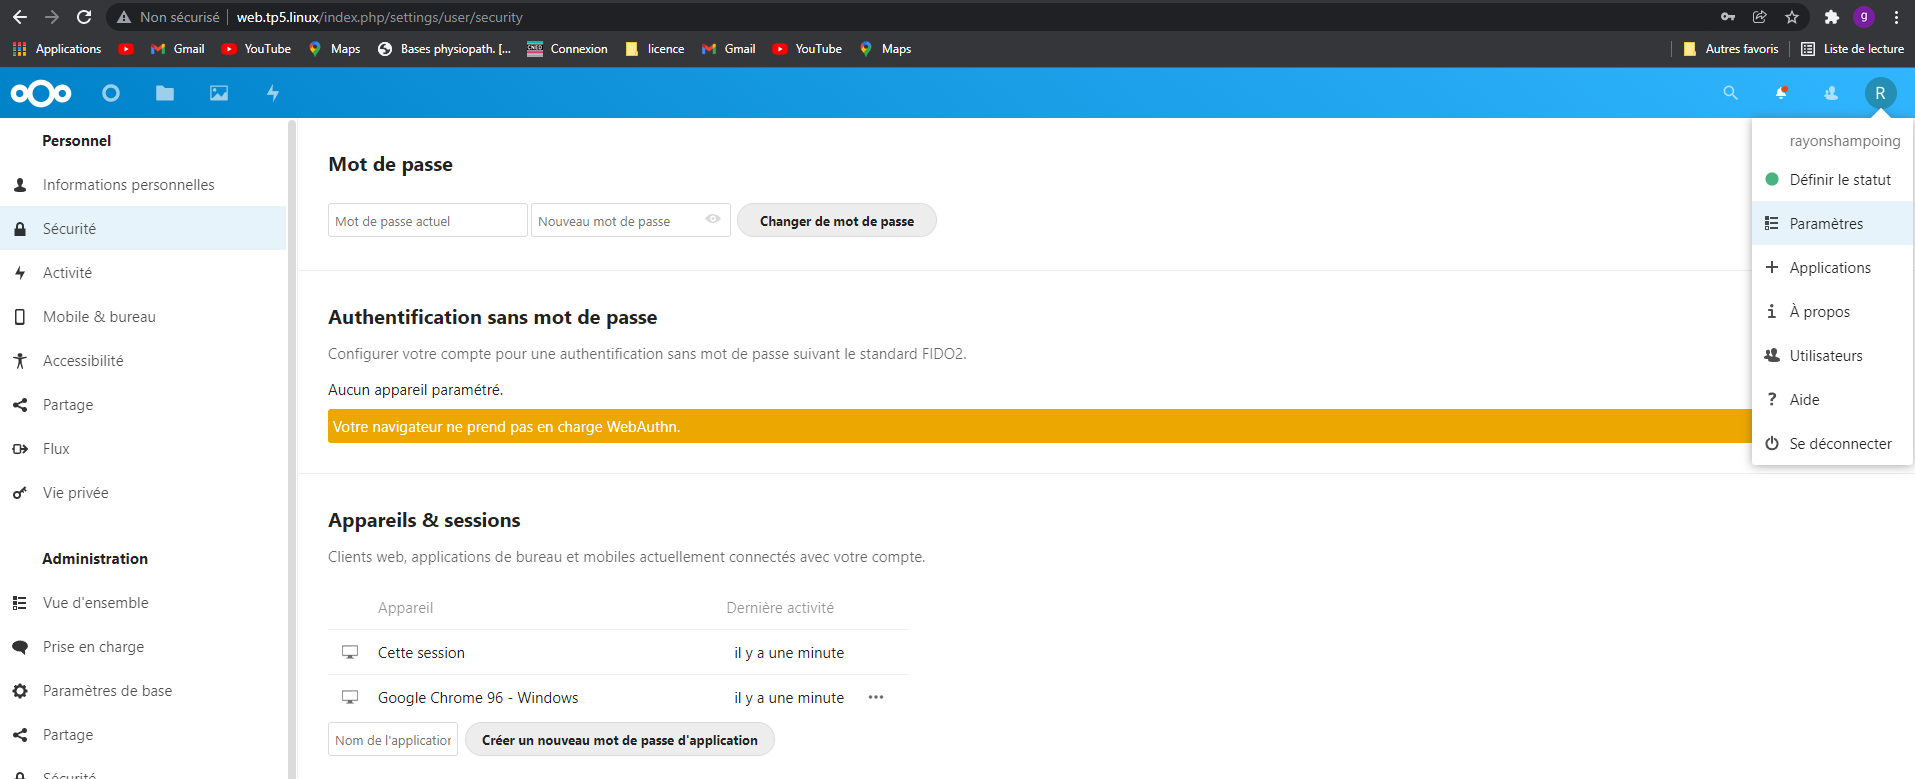 Non sécurisé web.tp5.linux/index.php/settings/user/security g
Applications Gmail YouTube Maps Bases physiopath. [... CNED Connexion licence Gmail YouTube Maps Autres favoris Liste de lecture
R
Personnel
Informations personnelles
Sécurité
Activité
Mobile & bureau
Accessibilité
Partage
Flux
Vie privée
Administration
Vue d'ensemble
Prise en charge
Paramètres de base
Partage
Sécurité
Mot de passe
Mot de passe actuel Nouveau mot de passe Changer de mot de passe
Authentification sans mot de passe
Configurer votre compte pour une authentification sans mot de passe suivant le standard FIDO2.
Aucun appareil paramétré.
Votre navigateur ne prend pas en charge WebAuthn.
Appareils & sessions
Clients web, applications de bureau et mobiles actuellement connectés avec votre compte.
Appareil Dernière activité
Cette session il y a une minute
Google Chrome 96 - Windows il y a une minute
Nom de l'application Créer un nouveau mot de passe d'application
rayonshampoing
Définir le statut
Paramètres
Applications
À propos
Utilisateurs
Aide
Se déconnecter